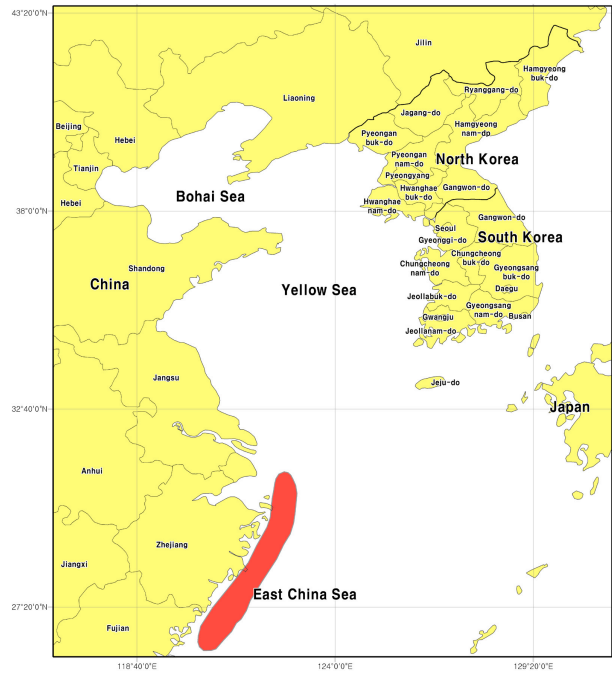 43°20'0"N
Jilin
Hamgyeong
buk-do
Ryanggang-do
Liaoning
Jagang-do
Beijing
Hebei
Pyeongan
buk-do
Hamgyeong
nam-dp
Tianjin
Pyeongan
nam-do
North Korea
Pyeongyang
Hebei
Bohai Sea
Hwanghae
buk-do
Gangwon-do
Hwanghae
nam-do
38°0'0"N
Gangwon-do
Seoul
South Korea
Gyeonggi-do
Chungcheong
buk-do
Chungcheong
nam-do
Shandong
Gyeongsang
buk-do
China
Yellow Sea
Daegu
Jeollabuk-do
Gyeongsang
nam-do
Busan
Gwangju
Jeollanam-do
Jangsu
Jeju-do
32°40'0"N
Japan
Anhui
Zhejiang
Jiangxi
East China Sea
27°20'0"N
Fujian
118°40'0"E
124°0'0"E
129°20'0"E